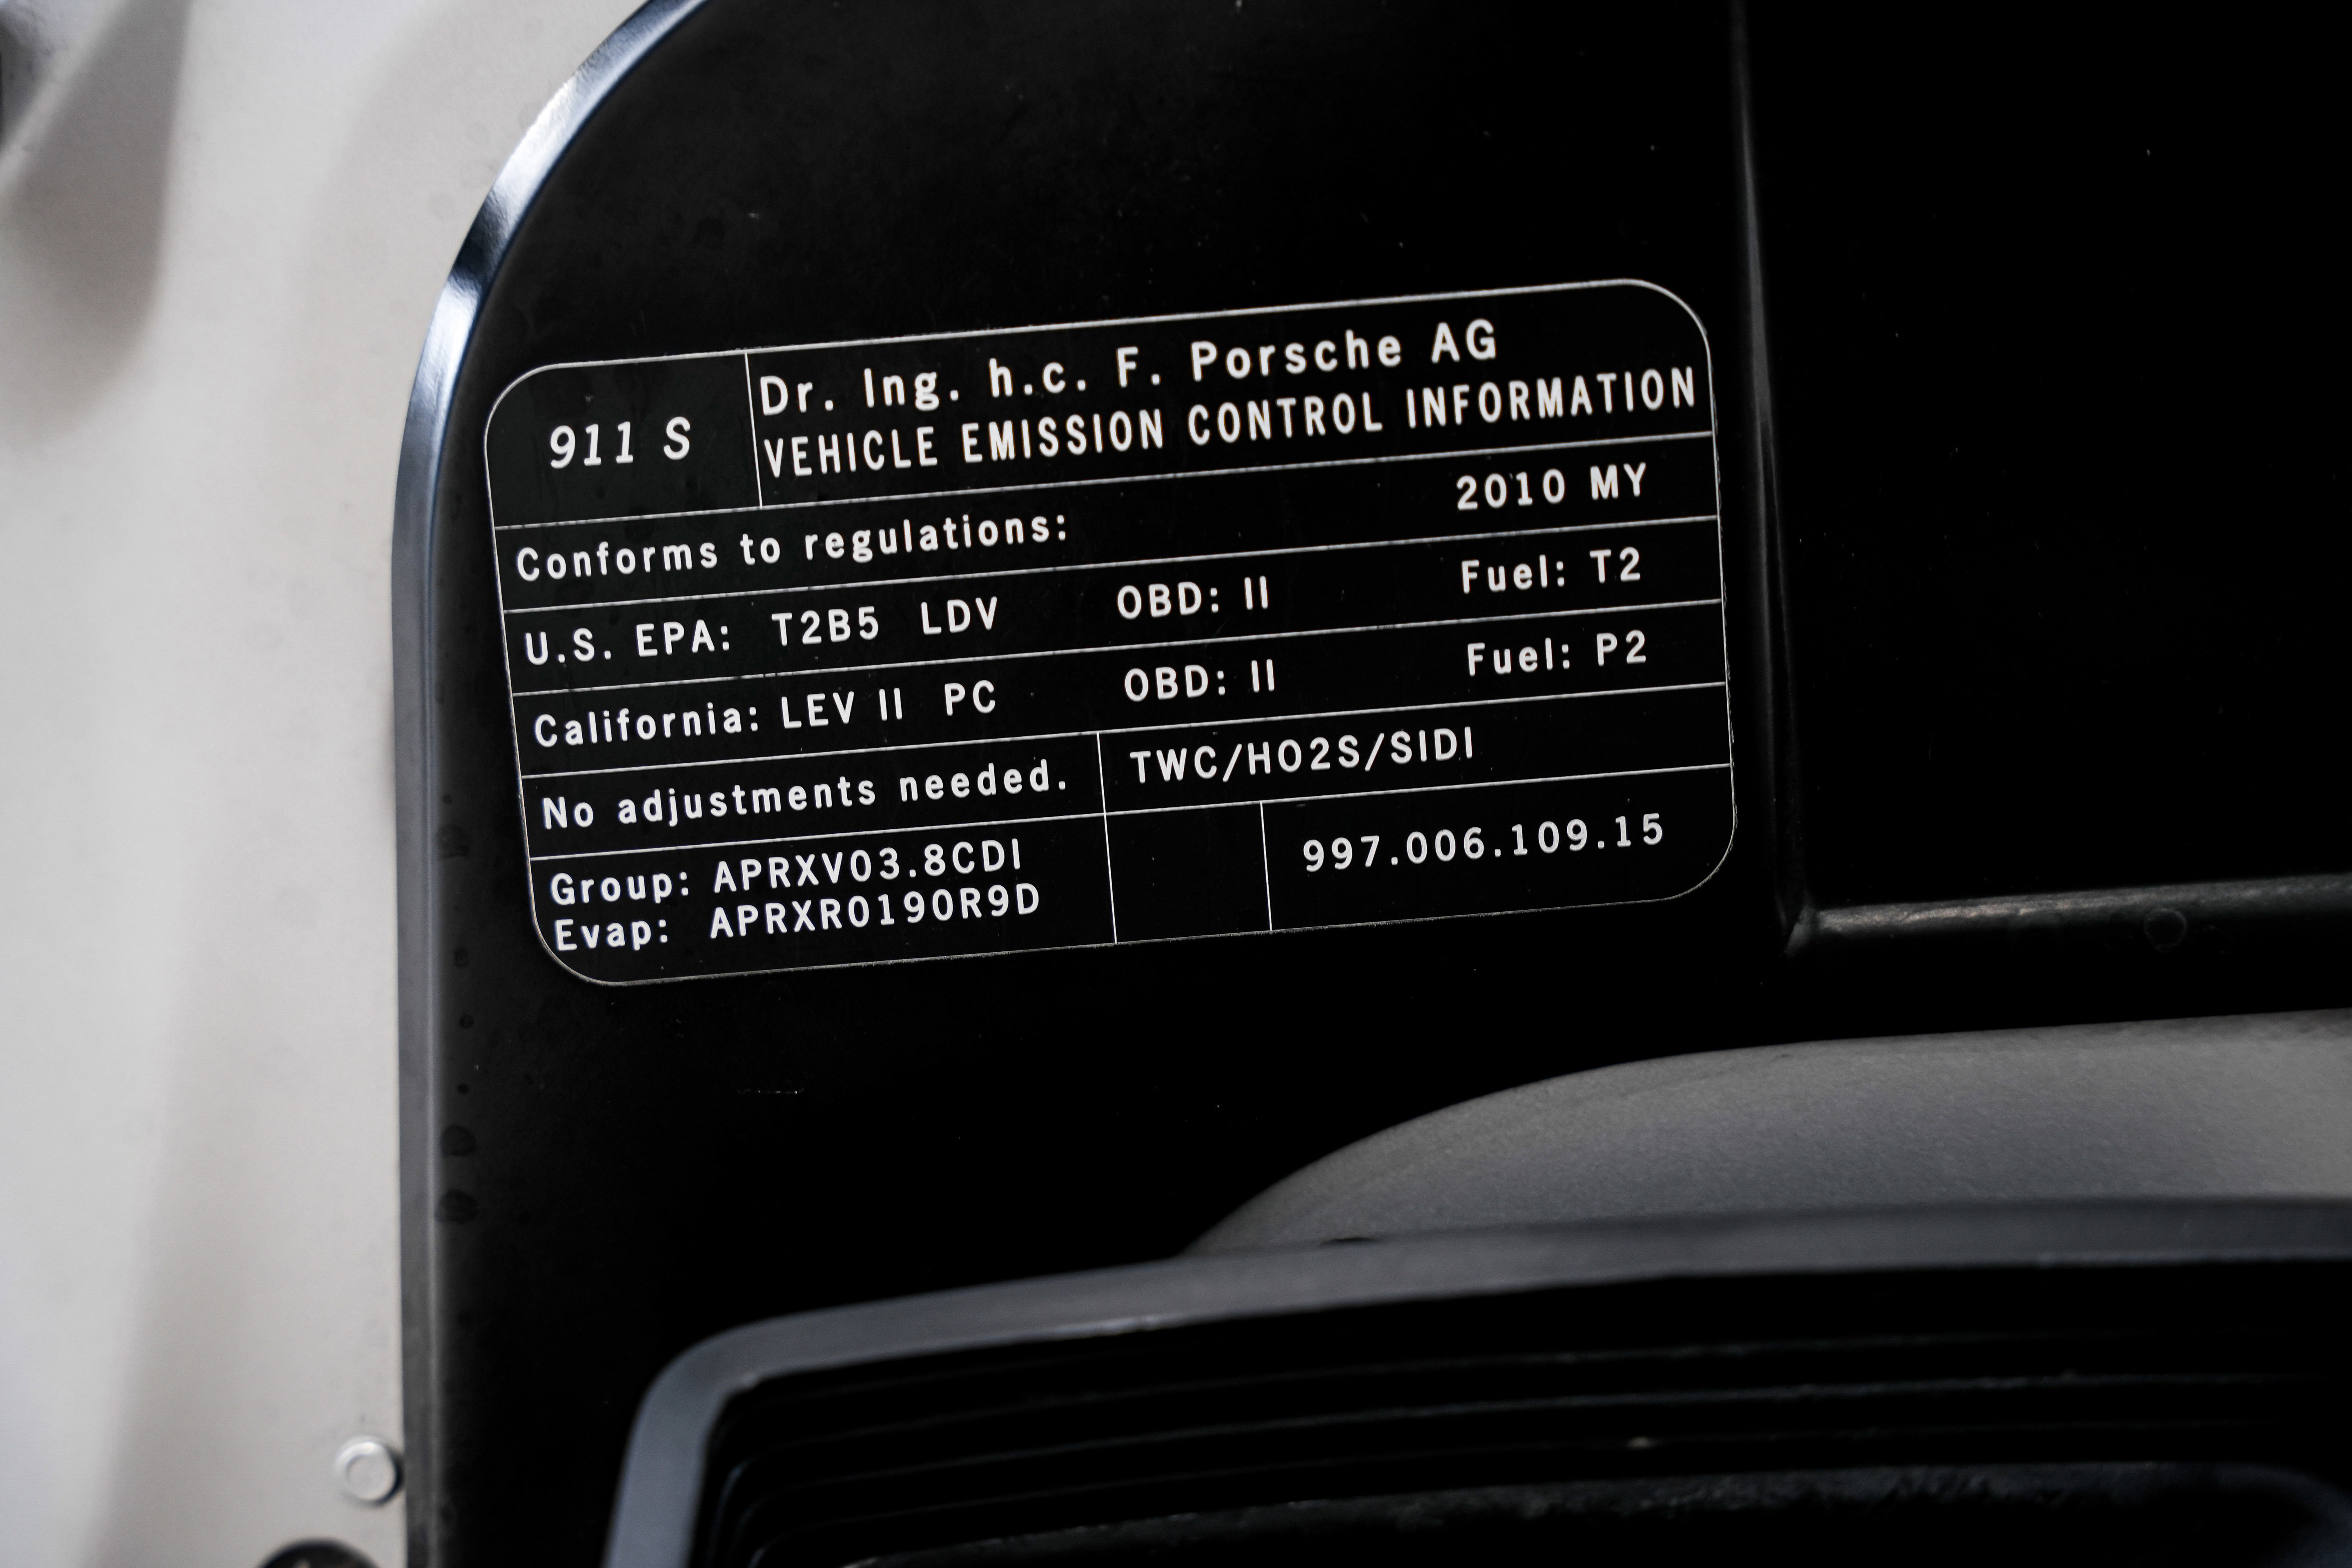 911 S
Dr. Ing. h.c. F. Porsche AG
VEHICLE EMISSION CONTROL INFORMATION
Conforms to regulations: 2010 MY
U.S. EPA: T2B5 LDV OBD: II Fuel: T2
California: LEV II PC OBD: II Fuel: P2
No adjustments needed. TWC/HO2S/SIDI
Group: APRXV03.8CDI
Evap: APRXR0190R9D
997.006.109.15